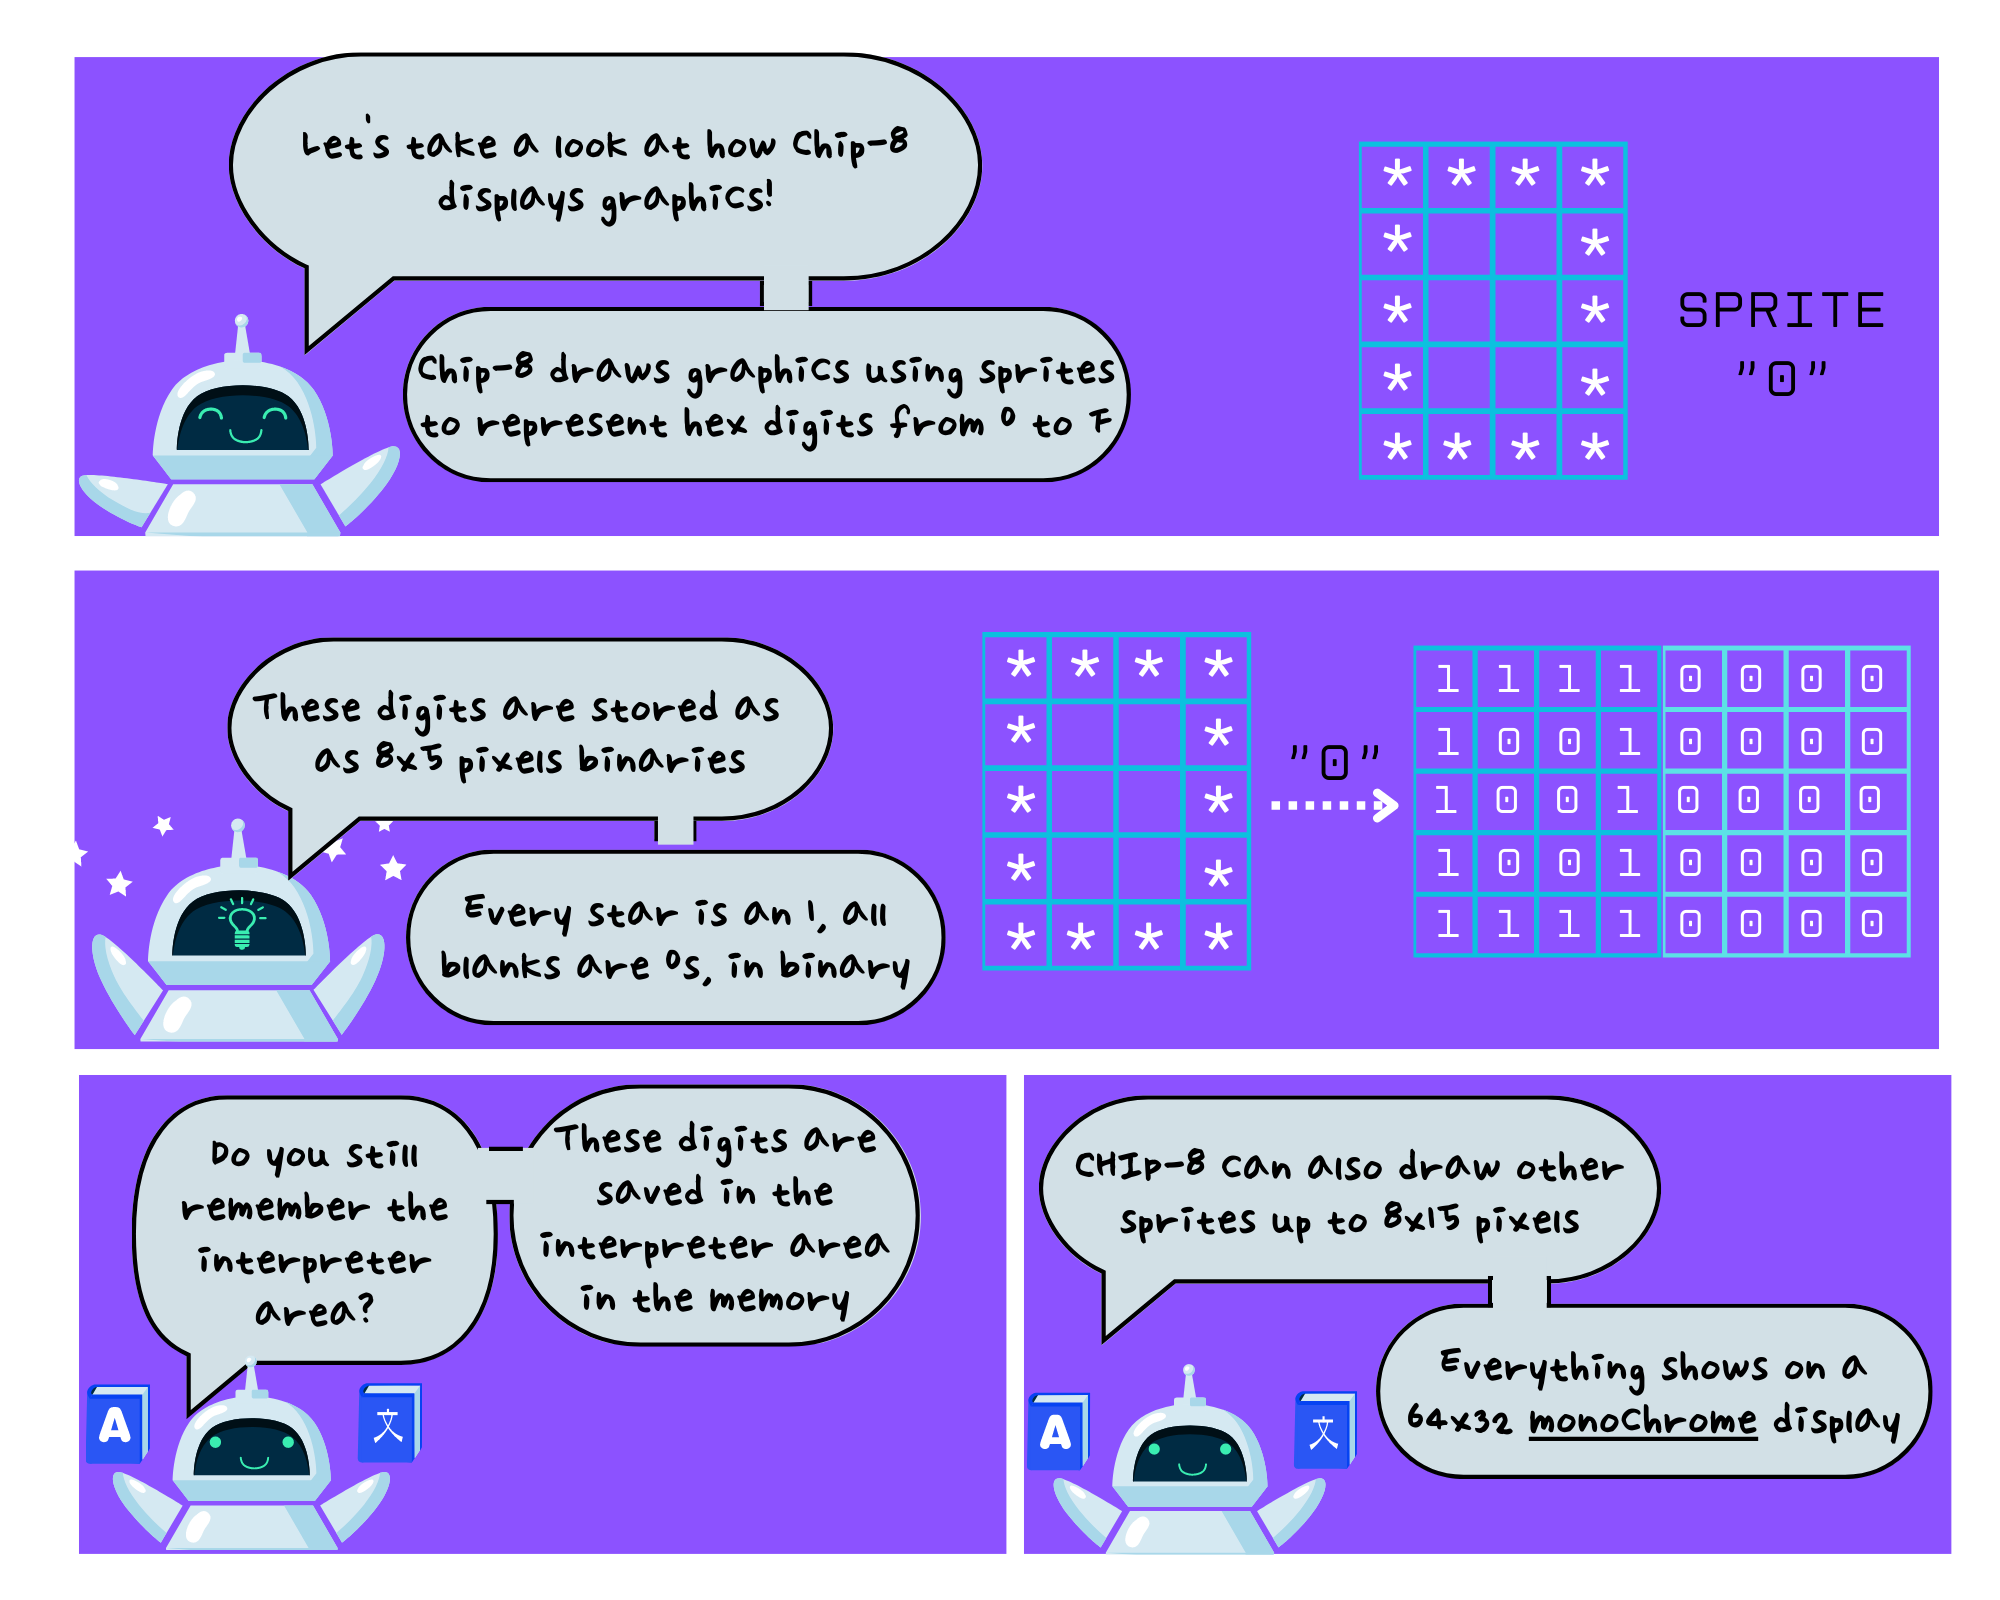 Let's take a look at how Chip-8
displays graphics!
Chip-8 draws graphics using sprites
to represent hex digits from 0 to F
* * * *
* *
* *
* *
* * * *
SPRITE
"0"
These digits are stored as
as 8x5 pixels binaries
Every star is an 1, all
blanks are 0s, in binary
* * * *
* *
* *
* *
* * * *
"0"
1 1 1 1 0 0 0 0
1 0 0 1 0 0 0 0
1 0 0 1 0 0 0 0
1 0 0 1 0 0 0 0
1 1 1 1 0 0 0 0
Do you still
remember the
interpreter
area?
These digits are
saved in the
interpreter area
in the memory
A
文
CHIp-8 can also draw other
sprites up to 8x15 pixels
Everything shows on a
64x32 monochrome display
A
文